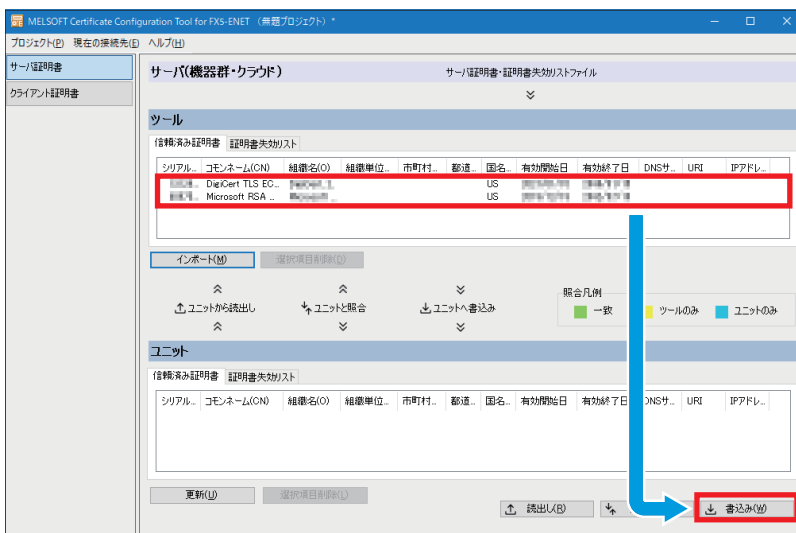 MELSOFT Certificate Configuration Tool for FX5-ENET (無題プロジェクト) *
プロジェクト(P) 現在の接続先(E) ヘルプ(H)
サーバ証明書
クライアント証明書
サーバ(機器群・クラウド) サーバ証明書・証明書失効リストファイル
ツール
信頼済み証明書 証明書失効リスト
シリアル... コモンネーム(CN) 組織名(O) 組織単位... 市町村... 都道... 国名... 有効開始日 有効終了日 DNSサ... URI IPアドレ...
DigiCert TLS EC... US
Microsoft RSA ... US
インポート(M) 選択項目削除(D)
ユニットから読出し ユニットと照合 ユニットへ書込み
照合凡例
一致 ツールのみ ユニットのみ
ユニット
信頼済み証明書 証明書失効リスト
シリアル... コモンネーム(CN) 組織名(O) 組織単位... 市町村... 都道... 国名... 有効開始日 有効終了日 DNSサ... URI IPアドレ...
更新(U) 選択項目削除(L)
読出し(R) 書込み(W)